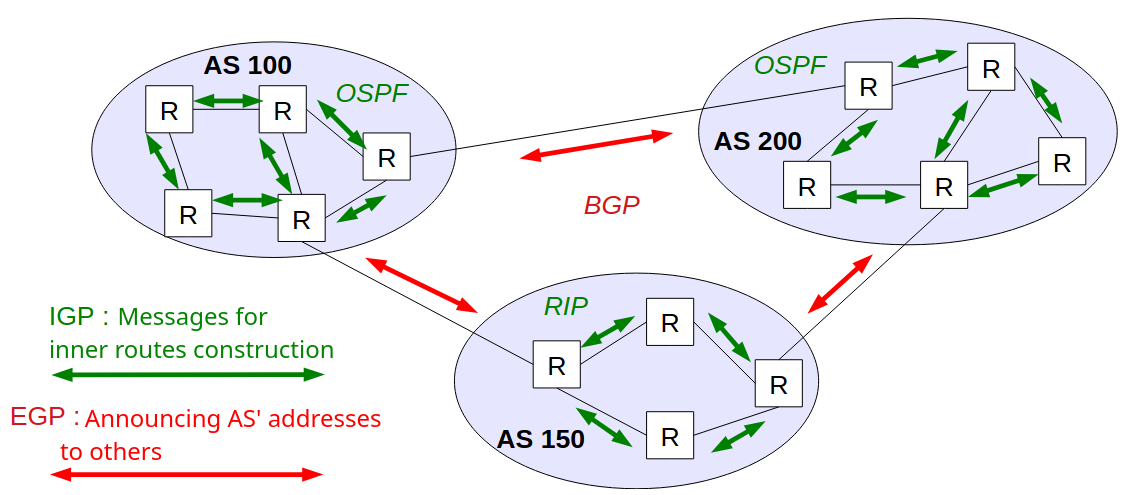 AS 100
OSPF
R
R
R
R
R
OSPF
AS 200
R
R
R
R
R
BGP
RIP
R
R
R
R
AS 150
IGP : Messages for
inner routes construction
EGP : Announcing AS' addresses
to others